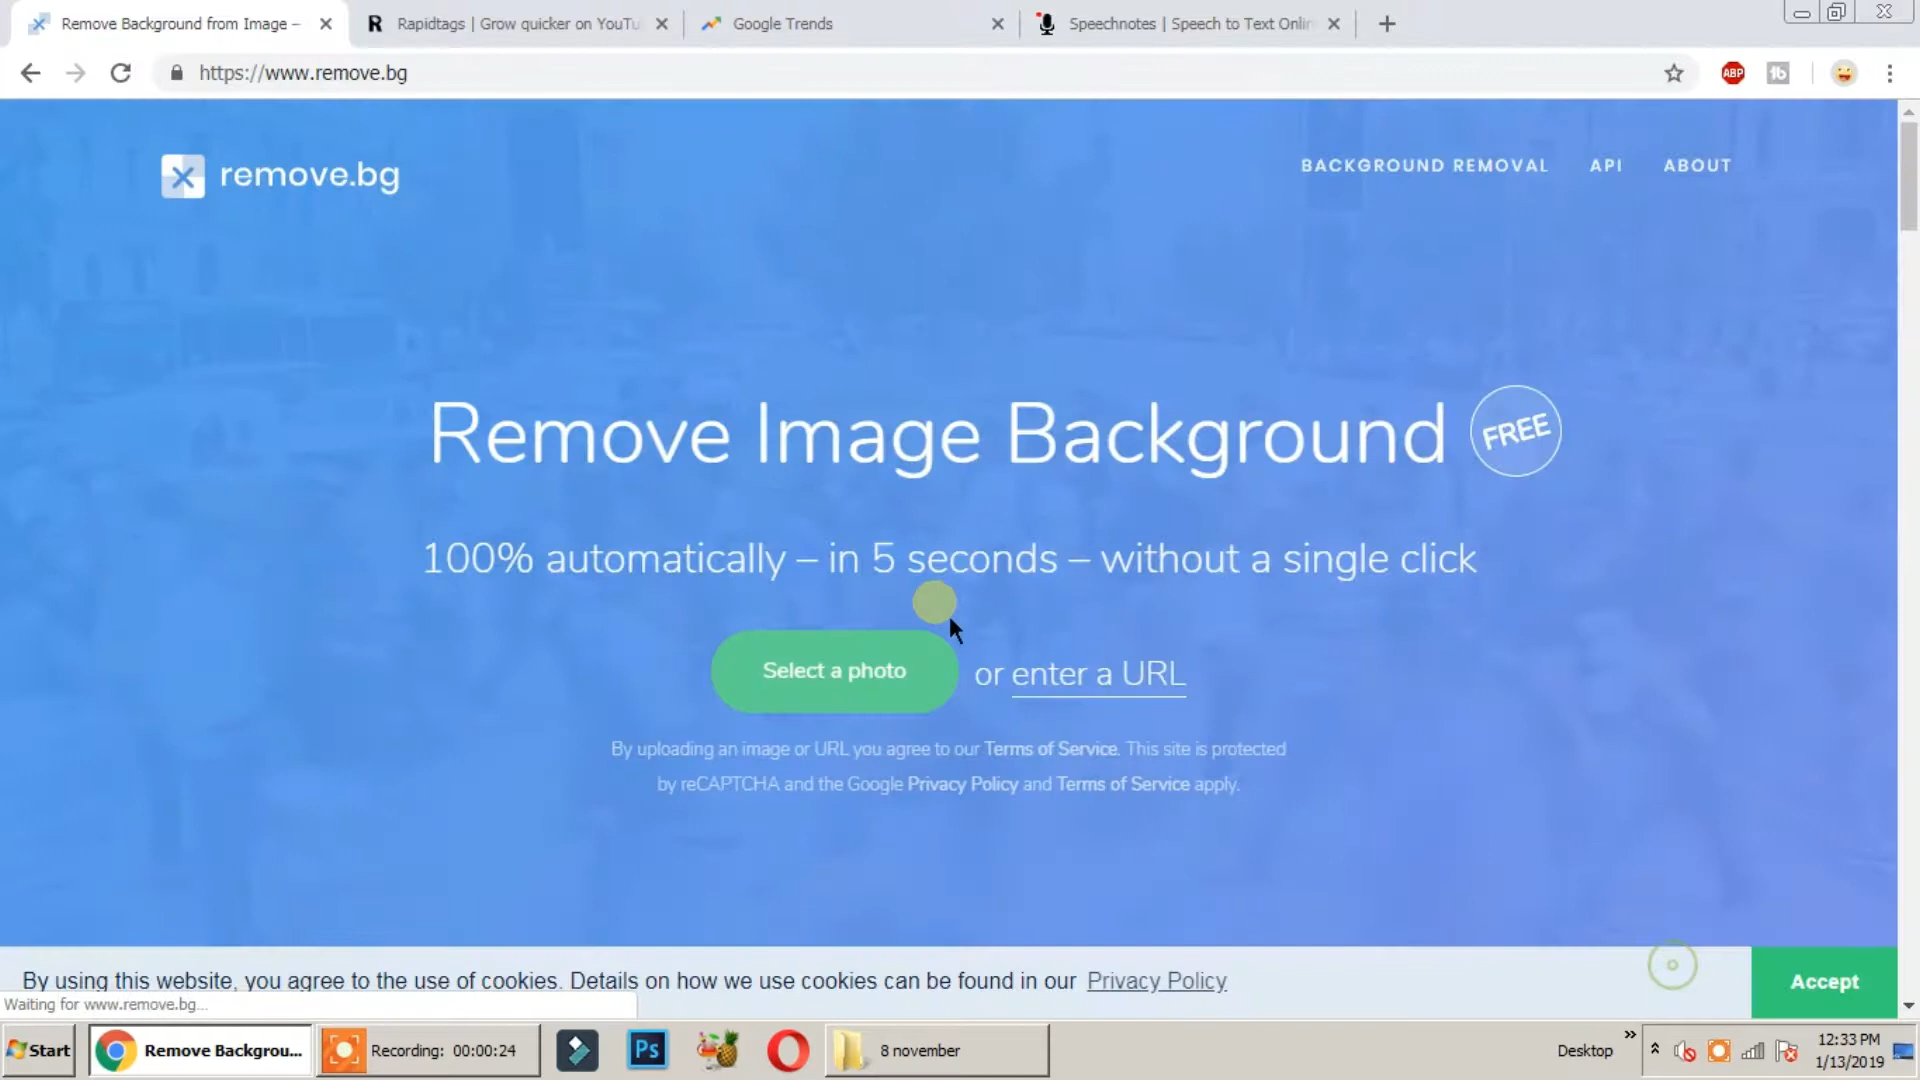 Remove Background from Image –
Rapidtags | Grow quicker on YouTu
Google Trends
Speechnotes | Speech to Text Onlin
https://www.remove.bg
ABP
remove.bg
BACKGROUND REMOVAL
API
ABOUT
Remove Image Background
FREE
100% automatically – in 5 seconds – without a single click
Select a photo
or enter a URL
By uploading an image or URL you agree to our Terms of Service. This site is protected
by reCAPTCHA and the Google Privacy Policy and Terms of Service apply.
By using this website, you agree to the use of cookies. Details on how we use cookies can be found in our Privacy Policy
Accept
Waiting for www.remove.bg...
Start
Remove Backgrou...
Recording: 00:00:24
Ps
8 november
Desktop
12:33 PM
1/13/2019